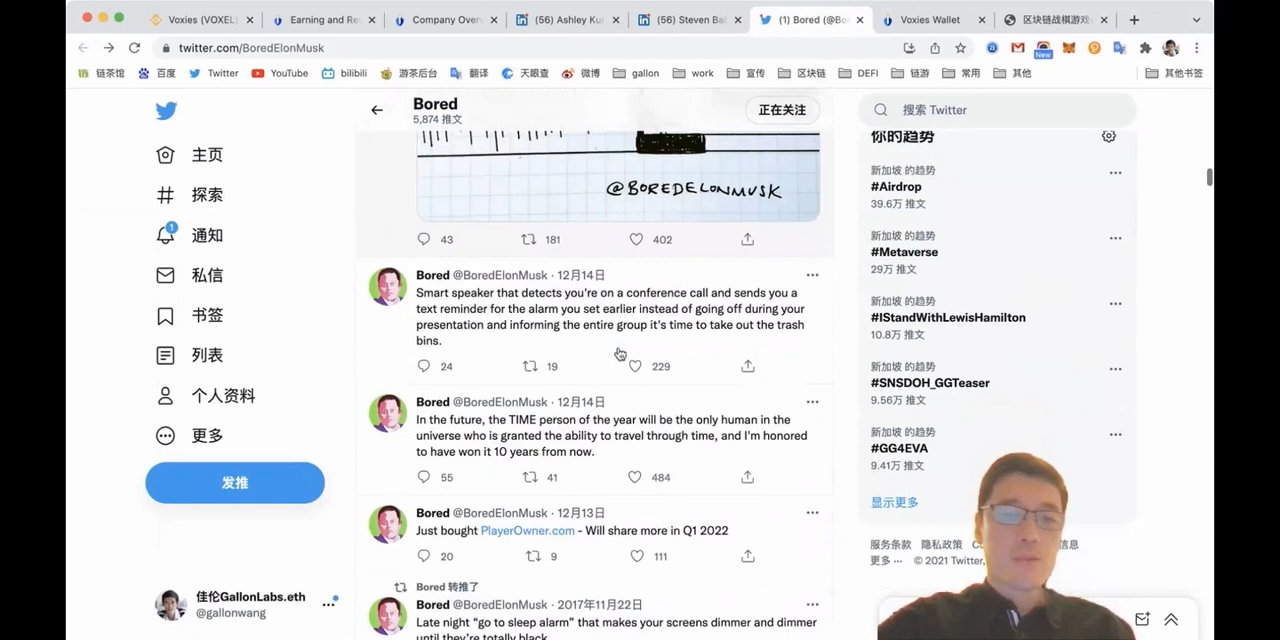 Voxies (VOXEL)
Earning and Re
Company Over
(56) Ashley Ku
(56) Steven Ba
(1) Bored (@Bo
Voxies Wallet
区块链战棋游戏
twitter.com/BoredElonMusk
New
链茶馆
百度
Twitter
YouTube
bilibili
游茶后台
翻译
天眼查
微博
gallon
work
宣传
区块链
DEFI
链游
常用
其他
其他书签
主页
探索
1
通知
私信
书签
列表
个人资料
更多
发推
佳伦GallonLabs.eth
@gallonwang
Bored
5,874 推文
正在关注
@BOREDELONMUSK
43 181 402
Bored @BoredElonMusk · 12月14日
Smart speaker that detects you're on a conference call and sends you a
text reminder for the alarm you set earlier instead of going off during your
presentation and informing the entire group it's time to take out the trash
bins.
24 19 229
Bored @BoredElonMusk · 12月14日
In the future, the TIME person of the year will be the only human in the
universe who is granted the ability to travel through time, and I'm honored
to have won it 10 years from now.
55 41 484
Bored @BoredElonMusk · 12月13日
Just bought PlayerOwner.com - Will share more in Q1 2022
20 9 111
Bored 转推了
Bored @BoredElonMusk · 2017年11月22日
Late night “go to sleep alarm” that makes your screens dimmer and dimmer
until they're totally black.
搜索 Twitter
你的趋势
新加坡 的趋势
#Airdrop
39.6万 推文
新加坡 的趋势
#Metaverse
29万 推文
新加坡 的趋势
#IStandWithLewisHamilton
10.8万 推文
新加坡 的趋势
#SNSDOH_GGTeaser
9.56万 推文
新加坡 的趋势
#GG4EVA
9.41万 推文
显示更多
服务条款 隐私政策 信息
更多 ··· © 2021 Twitter,